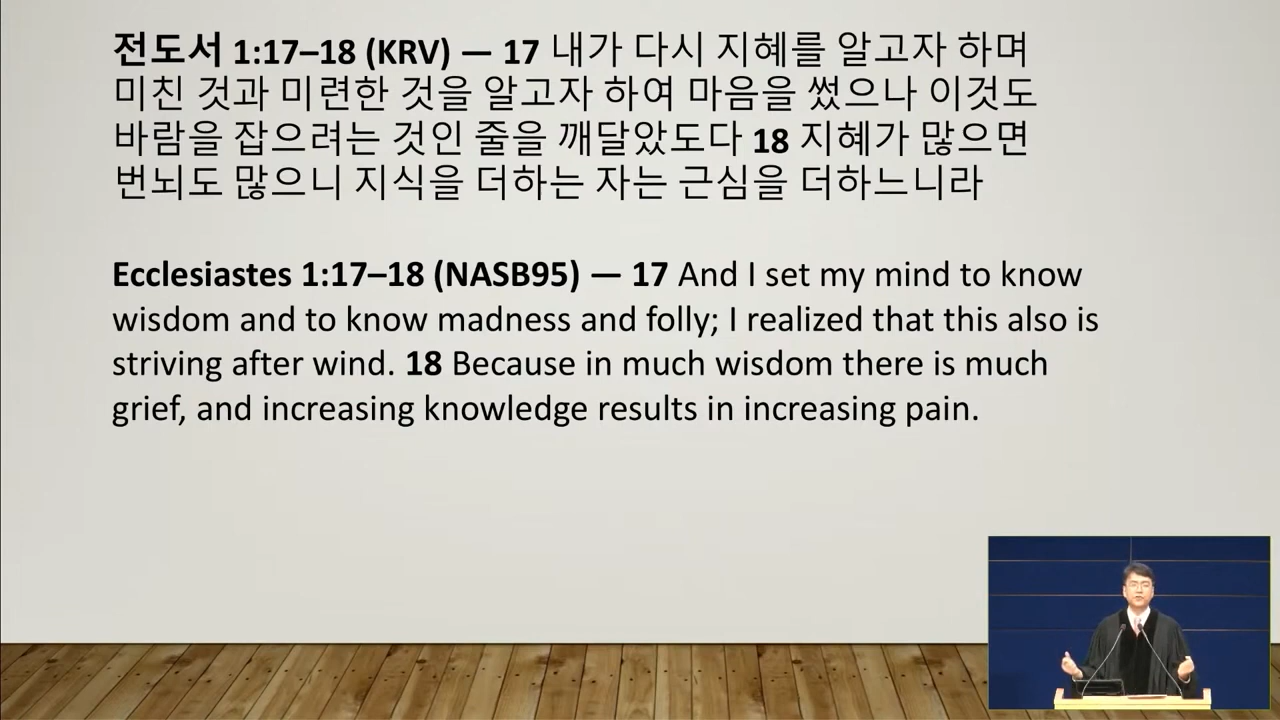 전도서 1:17–18 (KRV) — 17 내가 다시 지혜를 알고자 하며
미친 것과 미련한 것을 알고자 하여 마음을 썼으나 이것도
바람을 잡으려는 것인 줄을 깨달았도다 18 지혜가 많으면
번뇌도 많으니 지식을 더하는 자는 근심을 더하느니라
Ecclesiastes 1:17–18 (NASB95) — 17 And I set my mind to know
wisdom and to know madness and folly; I realized that this also is
striving after wind. 18 Because in much wisdom there is much
grief, and increasing knowledge results in increasing pain.